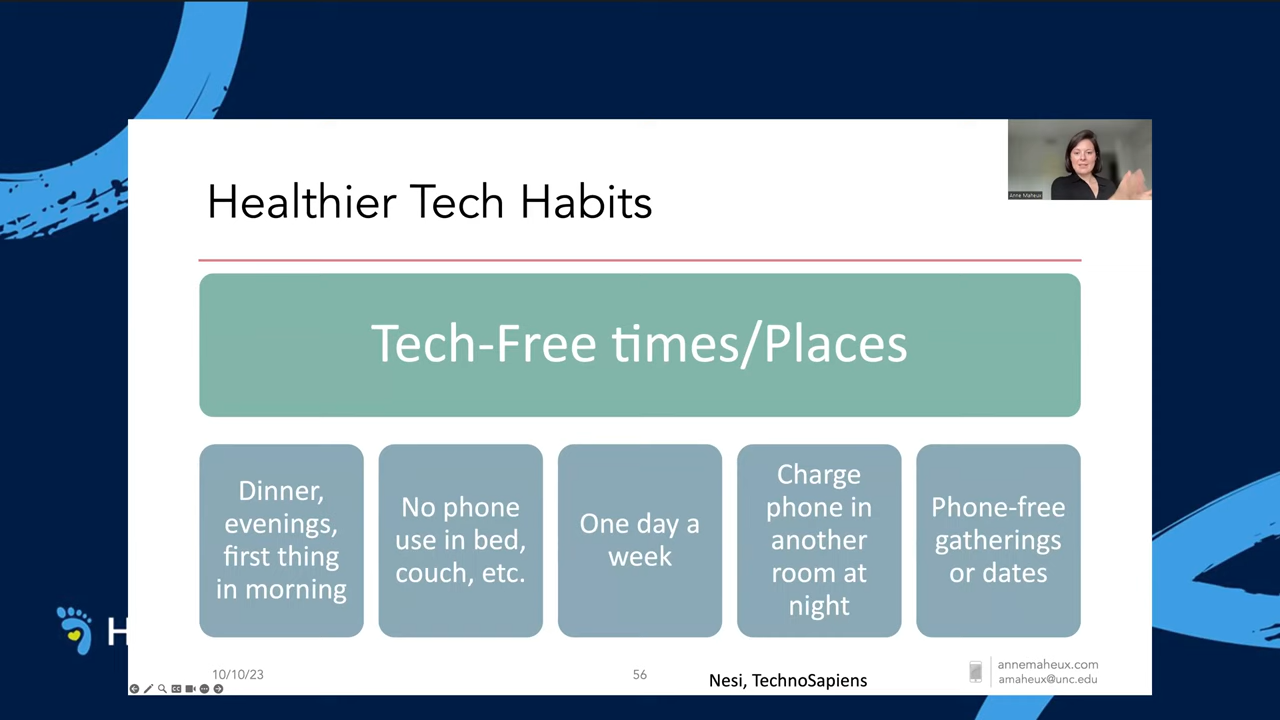 Healthier Tech Habits
Anne Maheux
Tech-Free times/Places
Dinner,
evenings,
first thing
in morning
No phone
use in bed,
couch, etc.
One day a
week
Charge
phone in
another
room at
night
Phone-free
gatherings
or dates
H
10/10/23
56
Nesi, TechnoSapiens
annemaheux.com
amaheux@unc.edu